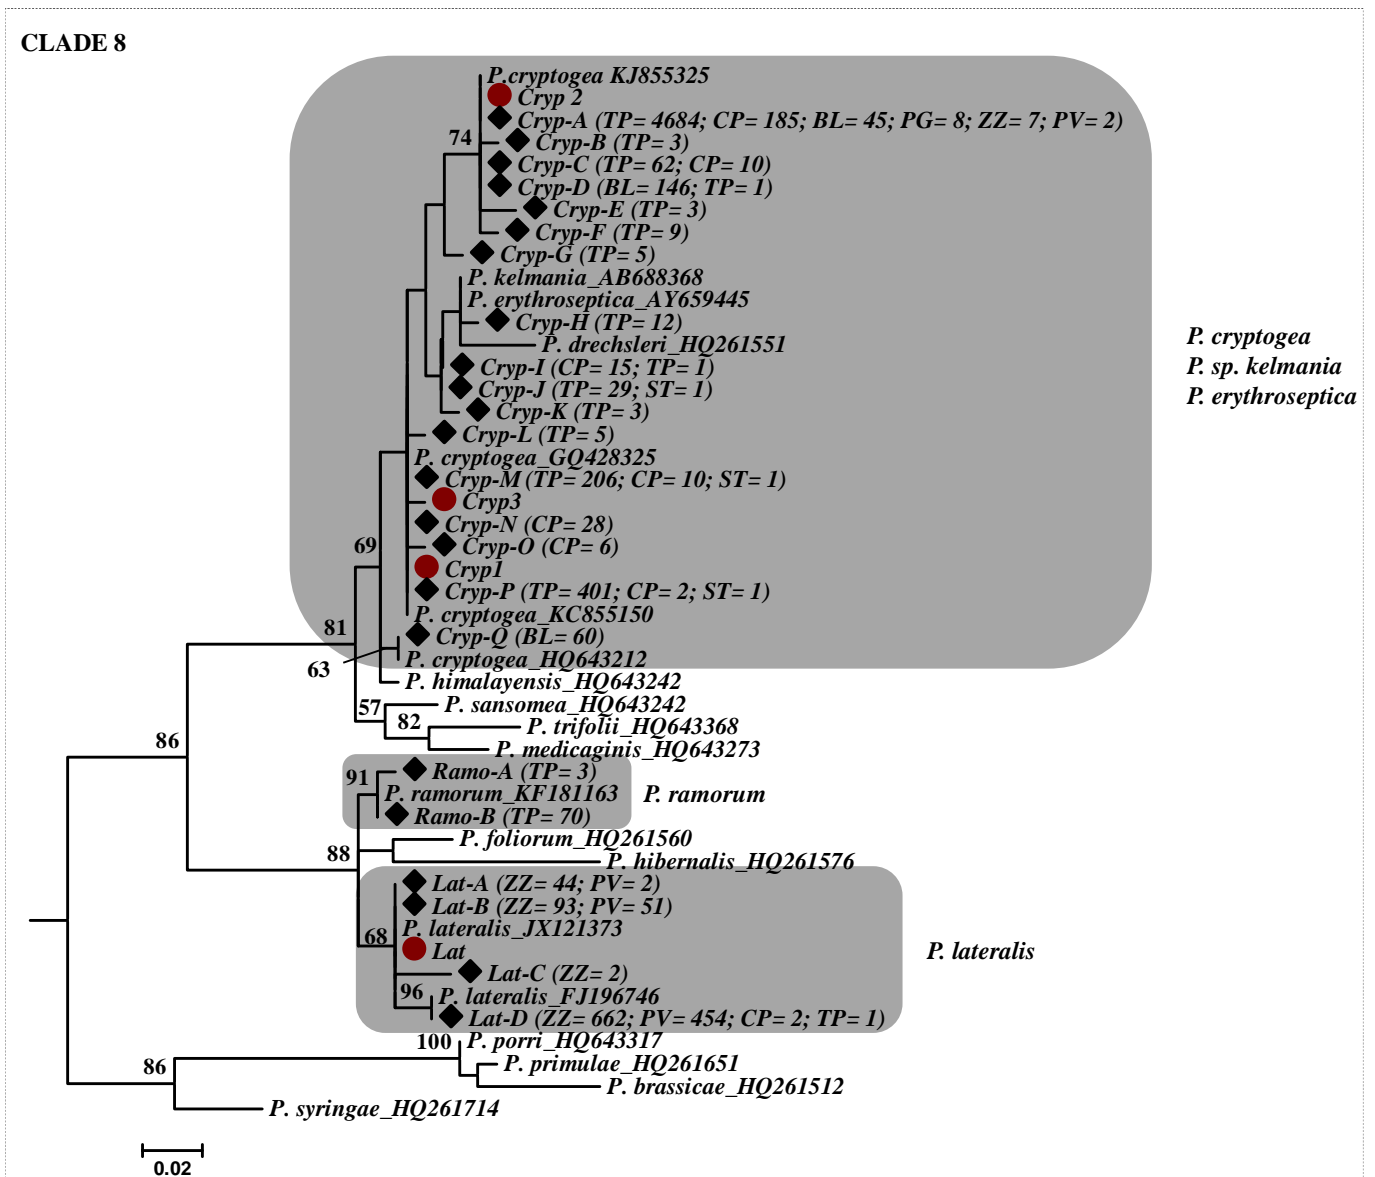 CLADE 8
P.cryptogea KJ855325
Cryp 2
Cryp-A (TP= 4684; CP= 185; BL= 45; PG= 8; ZZ= 7; PV= 2)
74
Cryp-B (TP= 3)
Cryp-C (TP= 62; CP= 10)
Cryp-D (BL= 146; TP= 1)
Cryp-E (TP= 3)
Cryp-F (TP= 9)
Cryp-G (TP= 5)
P. kelmania_AB688368
P. erythroseptica_AY659445
Cryp-H (TP= 12)
P. drechsleri_HQ261551
Cryp-I (CP= 15; TP= 1)
Cryp-J (TP= 29; ST= 1)
Cryp-K (TP= 3)
P. cryptogea
P. sp. kelmania
P. erythroseptica
Cryp-L (TP= 5)
P. cryptogea_GQ428325
Cryp-M (TP= 206; CP= 10; ST= 1)
Cryp3
Cryp-N (CP= 28)
69
Cryp-O (CP= 6)
Cryp1
Cryp-P (TP= 401; CP= 2; ST= 1)
P. cryptogea_KC855150
81
Cryp-Q (BL= 60)
63
P. cryptogea_HQ643212
P. himalayensis_HQ643242
57
P. sansomea_HQ643242
82
P. trifolii_HQ643368
86
P. medicaginis_HQ643273
91
Ramo-A (TP= 3)
P. ramorum_KF181163
P. ramorum
Ramo-B (TP= 70)
P. foliorum_HQ261560
88
P. hibernalis_HQ261576
Lat-A (ZZ= 44; PV= 2)
Lat-B (ZZ= 93; PV= 51)
P. lateralis_JX121373
68
Lat
P. lateralis
Lat-C (ZZ= 2)
96
P. lateralis_FJ196746
Lat-D (ZZ= 662; PV= 454; CP= 2; TP= 1)
100
P. porri_HQ643317
86
P. primulae_HQ261651
P. brassicae_HQ261512
P. syringae_HQ261714
0.02